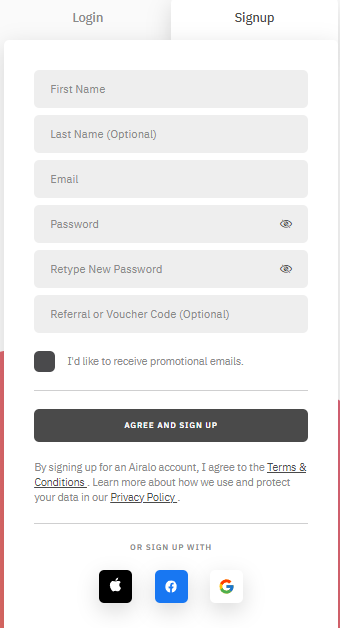 Login
Signup
First Name
Last Name (Optional)
Email
Password
Retype New Password
Referral or Voucher Code (Optional)
I'd like to receive promotional emails.
AGREE AND SIGN UP
By signing up for an Airalo account, I agree to the Terms &
Conditions . Learn more about how we use and protect
your data in our Privacy Policy .
OR SIGN UP WITH